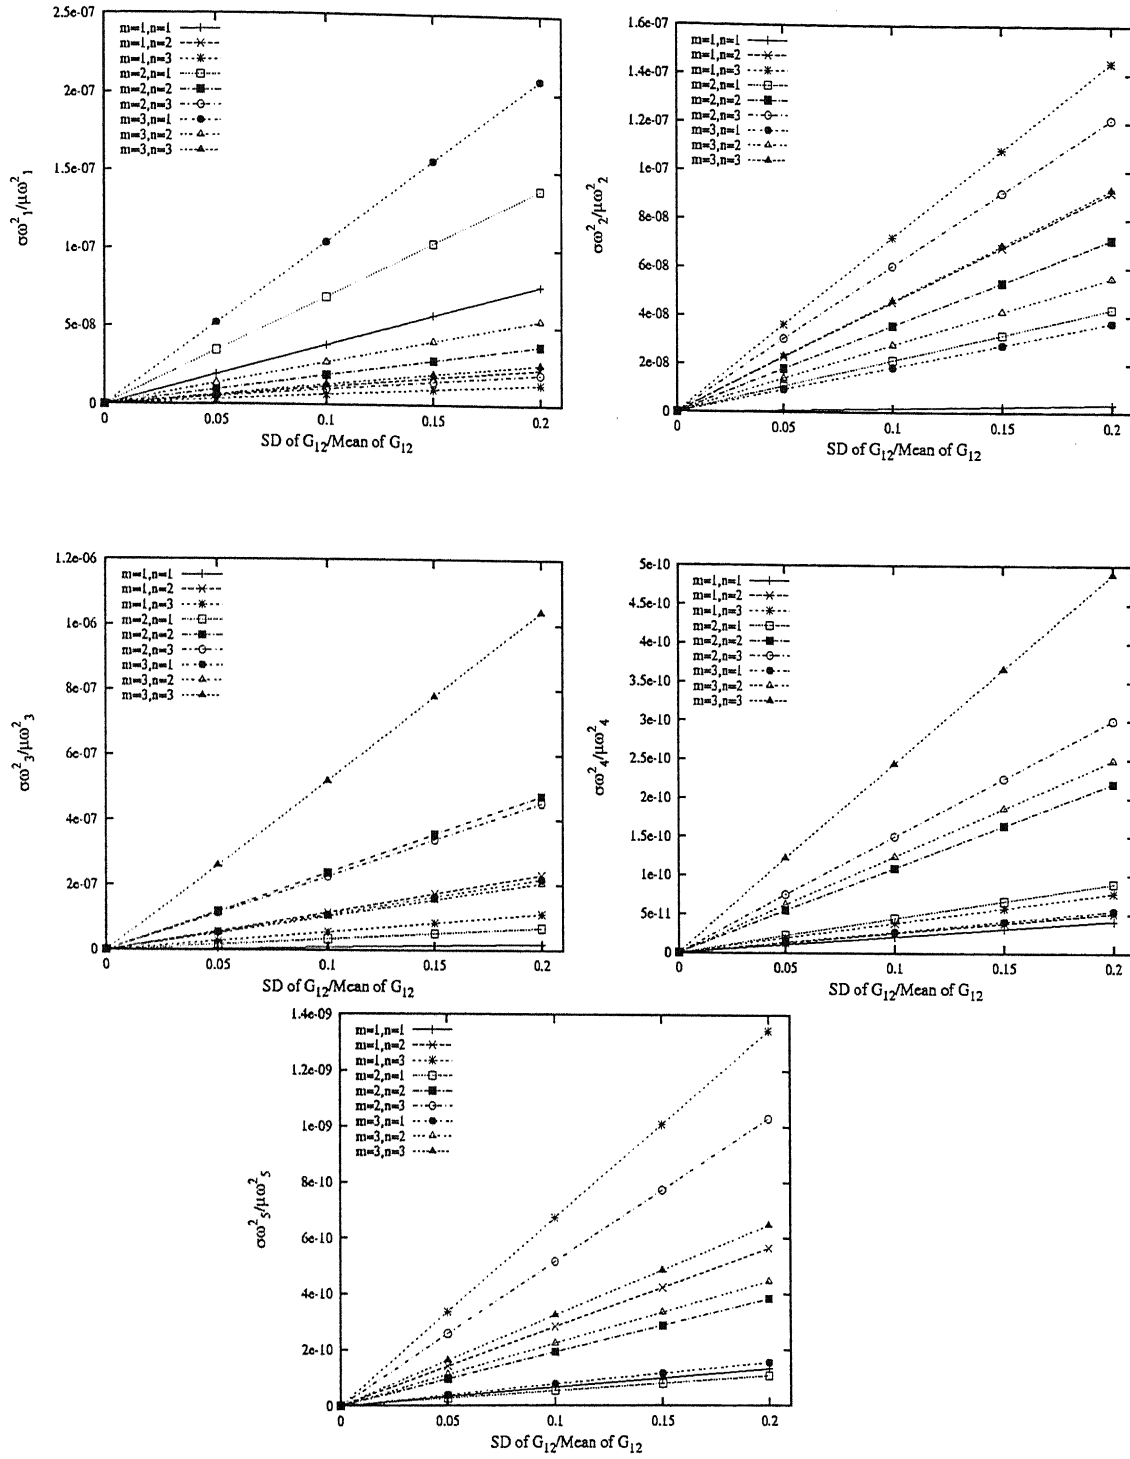 2.5e-07
2e-07
1.5e-07
1e-07
5e-08
0
m=1,n=1
m=1,n=2
m=1,n=3
m=2,n=1
m=2,n=2
m=2,n=3
m=3,n=1
m=3,n=2
m=3,n=3
σω²₁/μω²₁
0 0.05 0.1 0.15 0.2
SD of G₁₂/Mean of G₁₂
1.6e-07
1.4e-07
1.2e-07
1e-07
8e-08
6e-08
4e-08
2e-08
0
m=1,n=1
m=1,n=2
m=1,n=3
m=2,n=1
m=2,n=2
m=2,n=3
m=3,n=1
m=3,n=2
m=3,n=3
σω²₂/μω²₂
0 0.05 0.1 0.15 0.2
SD of G₁₂/Mean of G₁₂
1.2e-06
1e-06
8e-07
6e-07
4e-07
2e-07
0
m=1,n=1
m=1,n=2
m=1,n=3
m=2,n=1
m=2,n=2
m=2,n=3
m=3,n=1
m=3,n=2
m=3,n=3
σω²₃/μω²₃
0 0.05 0.1 0.15 0.2
SD of G₁₂/Mean of G₁₂
5e-10
4.5e-10
4e-10
3.5e-10
3e-10
2.5e-10
2e-10
1.5e-10
1e-10
5e-11
0
m=1,n=1
m=1,n=2
m=1,n=3
m=2,n=1
m=2,n=2
m=2,n=3
m=3,n=1
m=3,n=2
m=3,n=3
σω²₄/μω²₄
0 0.05 0.1 0.15 0.2
SD of G₁₂/Mean of G₁₂
1.4e-09
1.2e-09
1e-09
8e-10
6e-10
4e-10
2e-10
0
m=1,n=1
m=1,n=2
m=1,n=3
m=2,n=1
m=2,n=2
m=2,n=3
m=3,n=1
m=3,n=2
m=3,n=3
σω²₅/μω²₅
0 0.05 0.1 0.15 0.2
SD of G₁₂/Mean of G₁₂